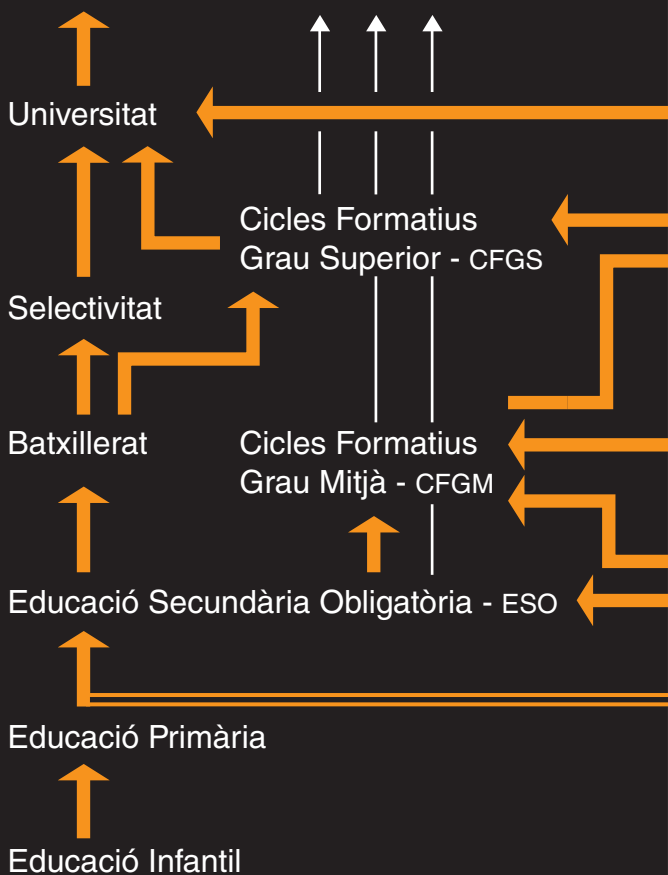 Universitat
Cicles Formatius
Grau Superior - CFGS
Selectivitat
Batxillerat
Cicles Formatius
Grau Mitjà - CFGM
Educació Secundària Obligatòria - ESO
Educació Primària
Educació Infantil